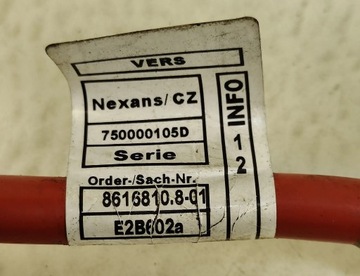 VERS
Nexans/CZ
750000105D
Serie
Order-/Sach-Nr.
8616810.8-01
E2B602a
INFO
1
2